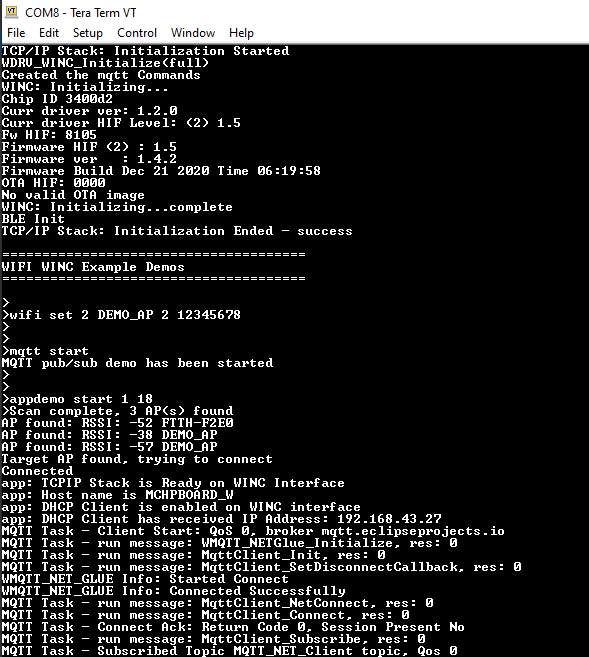 COM8 - Tera Term VT
File Edit Setup Control Window Help
TCP/IP Stack: Initialization Started
WDRV_WINC_Initialize(full)
Created the mqtt Commands
WINC: Initializing...
Chip ID 3400d2
Curr driver ver: 1.2.0
Curr driver HIF Level: (2) 1.5
Fw HIF: 8105
Firmware HIF (2) : 1.5
Firmware ver   : 1.4.2
Firmware Build Dec 21 2020 Time 06:19:58
OTA HIF: 0000
No valid OTA image
WINC: Initializing...complete
BLE Init
TCP/IP Stack: Initialization Ended - success
======================================
WIFI WINC Example Demos
======================================
>
>wifi set 2 DEMO_AP 2 12345678
>
>
>mqtt start
MQTT pub/sub demo has been started
>
>
>appdemo start 1 18
>Scan complete, 3 AP(s) found
AP found: RSSI: -52 FTTH-F2E0
AP found: RSSI: -38 DEMO_AP
AP found: RSSI: -57 DEMO_AP
Target AP found, trying to connect
Connected
app: TCPIP Stack is Ready on WINC Interface
app: Host name is MCHPBOARD_W
app: DHCP Client is enabled on WINC interface
app: DHCP Client has received IP Address: 192.168.43.27
MQTT Task - Client Start: QoS 0, broker mqtt.eclipseprojects.io
MQTT Task - run message: WMQTT_NETGlue_Initialize, res: 0
MQTT Task - run message: MqttClient_Init, res: 0
MQTT Task - run message: MqttClient_SetDisconnectCallback, res: 0
WMQTT_NET_GLUE Info: Started Connect
WMQTT_NET_GLUE Info: Connected Successfully
MQTT Task - run message: MqttClient_NetConnect, res: 0
MQTT Task - run message: MqttClient_Connect, res: 0
MQTT Task - Connect Ack: Return Code 0, Session Present No
MQTT Task - run message: MqttClient_Subscribe, res: 0
MQTT Task - Subscribed Topic MQTT_NET_Client topic, Qos 0